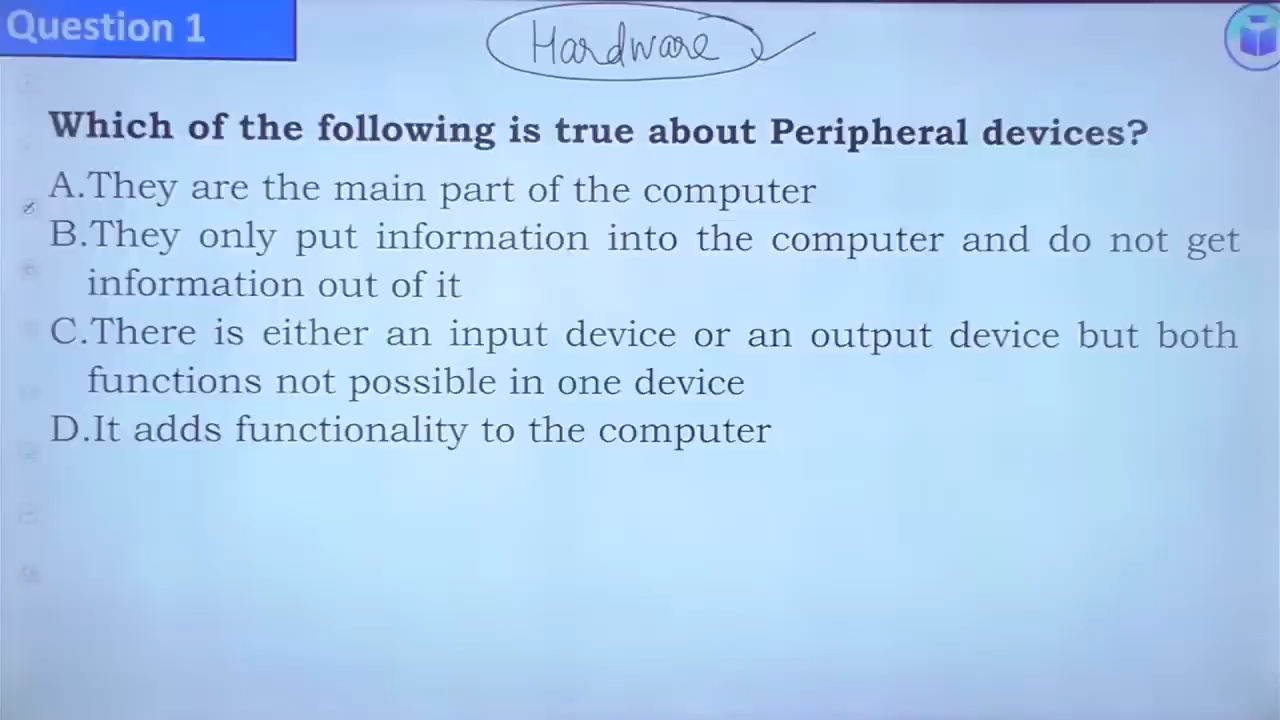 Question 1
Hardware
Which of the following is true about Peripheral devices?
A.They are the main part of the computer
B.They only put information into the computer and do not get
information out of it
C.There is either an input device or an output device but both
functions not possible in one device
D.It adds functionality to the computer